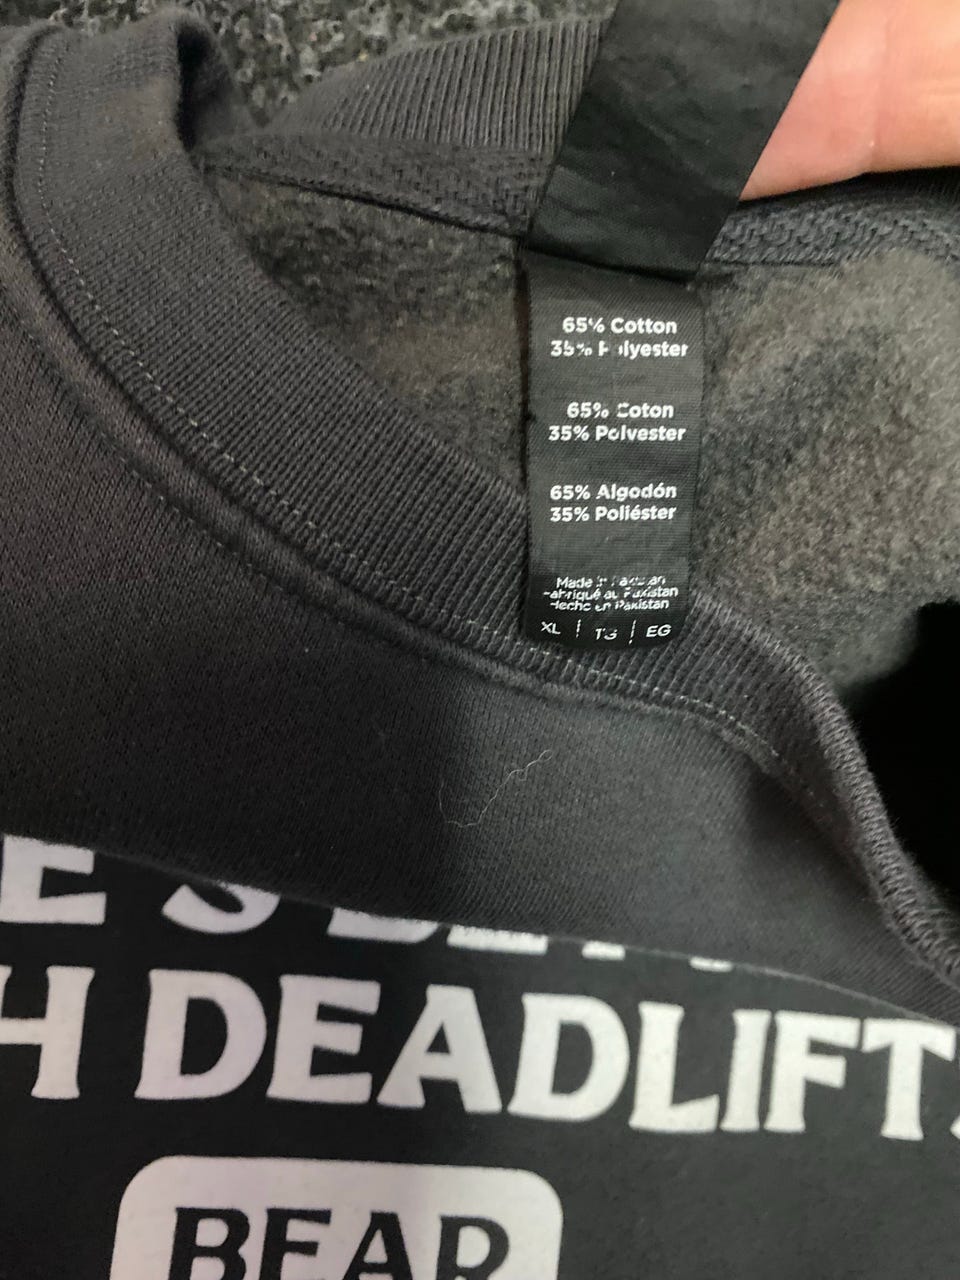 65% Cotton
35% Polyester
65% Coton
35% Polyester
65% Algodón
35% Poliéster
Made in Pakistan
Fabriqué au Pakistan
Hecho en Pakistan
XL | TG | EG
DEADLIFTS
BEAR